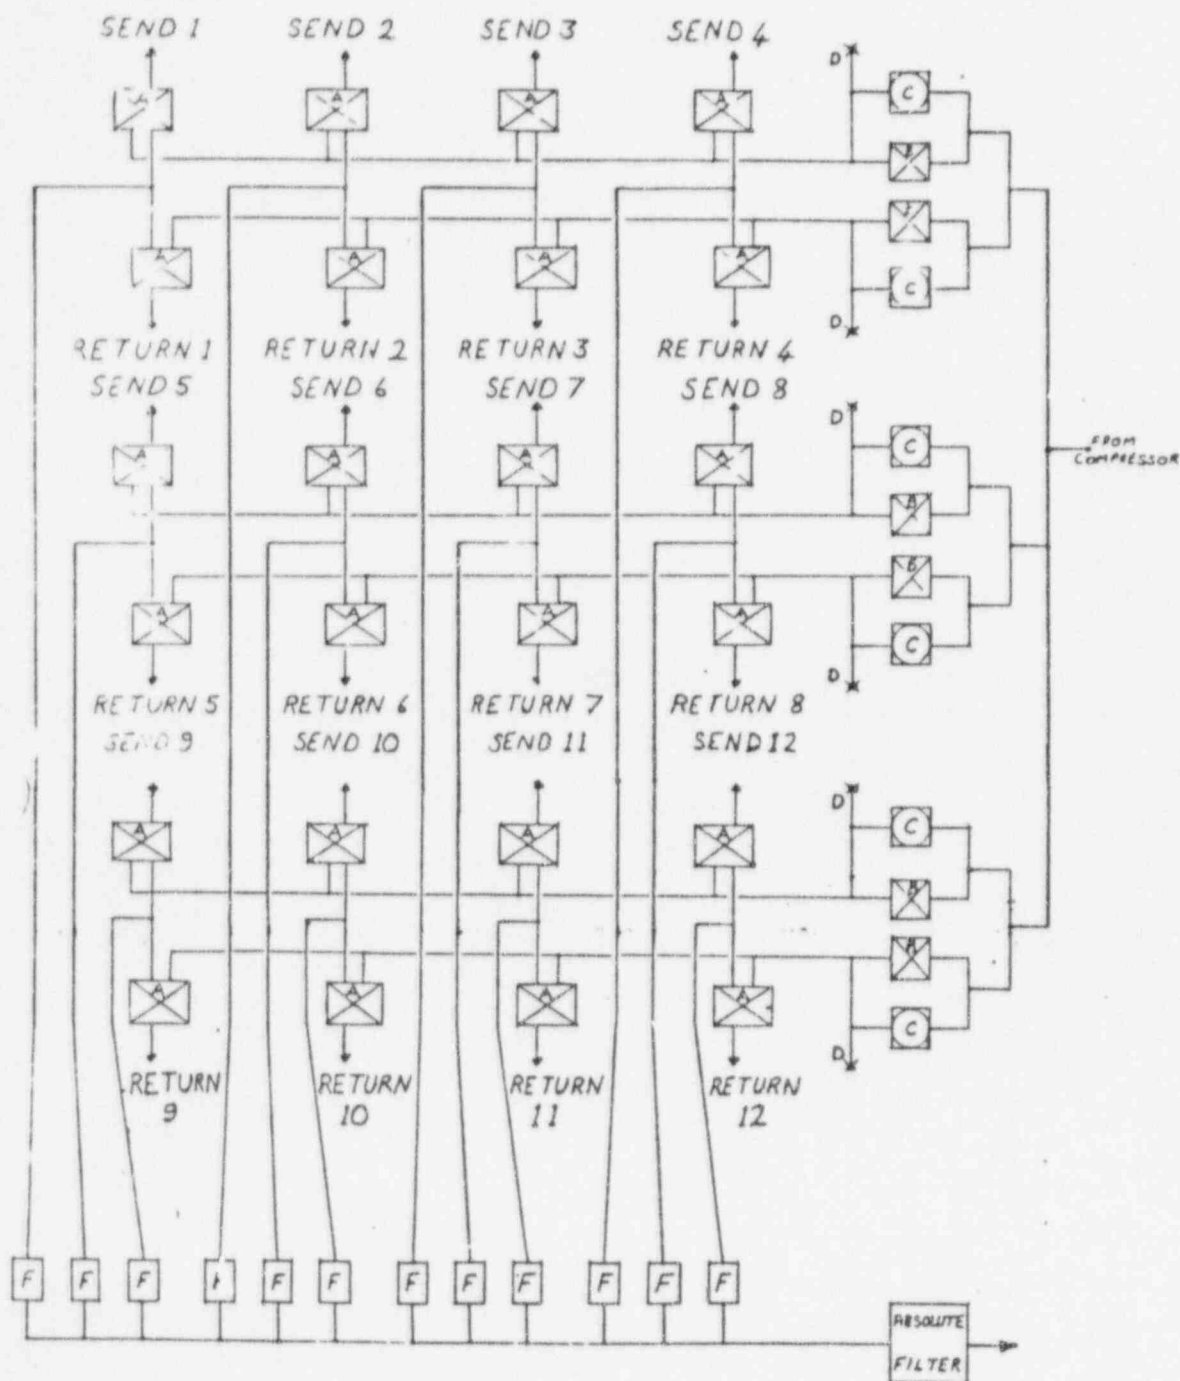 SEND 1 SEND 2 SEND 3 SEND 4
D
C
A A A
A A A A
C
D
RETURN 1 RETURN 2 RETURN 3 RETURN 4
SEND 5 SEND 6 SEND 7 SEND 8
D
C
FROM
COMPRESSOR
A A A A
B
A A A A
C
D
RETURN 5 RETURN 6 RETURN 7 RETURN 8
SEND 9 SEND 10 SEND 11 SEND 12
D
C
A A A A
B
A A A A
C
D
RETURN RETURN RETURN RETURN
9 10 11 12
F F F F F F F F F F F
ABSOLUTE
FILTER